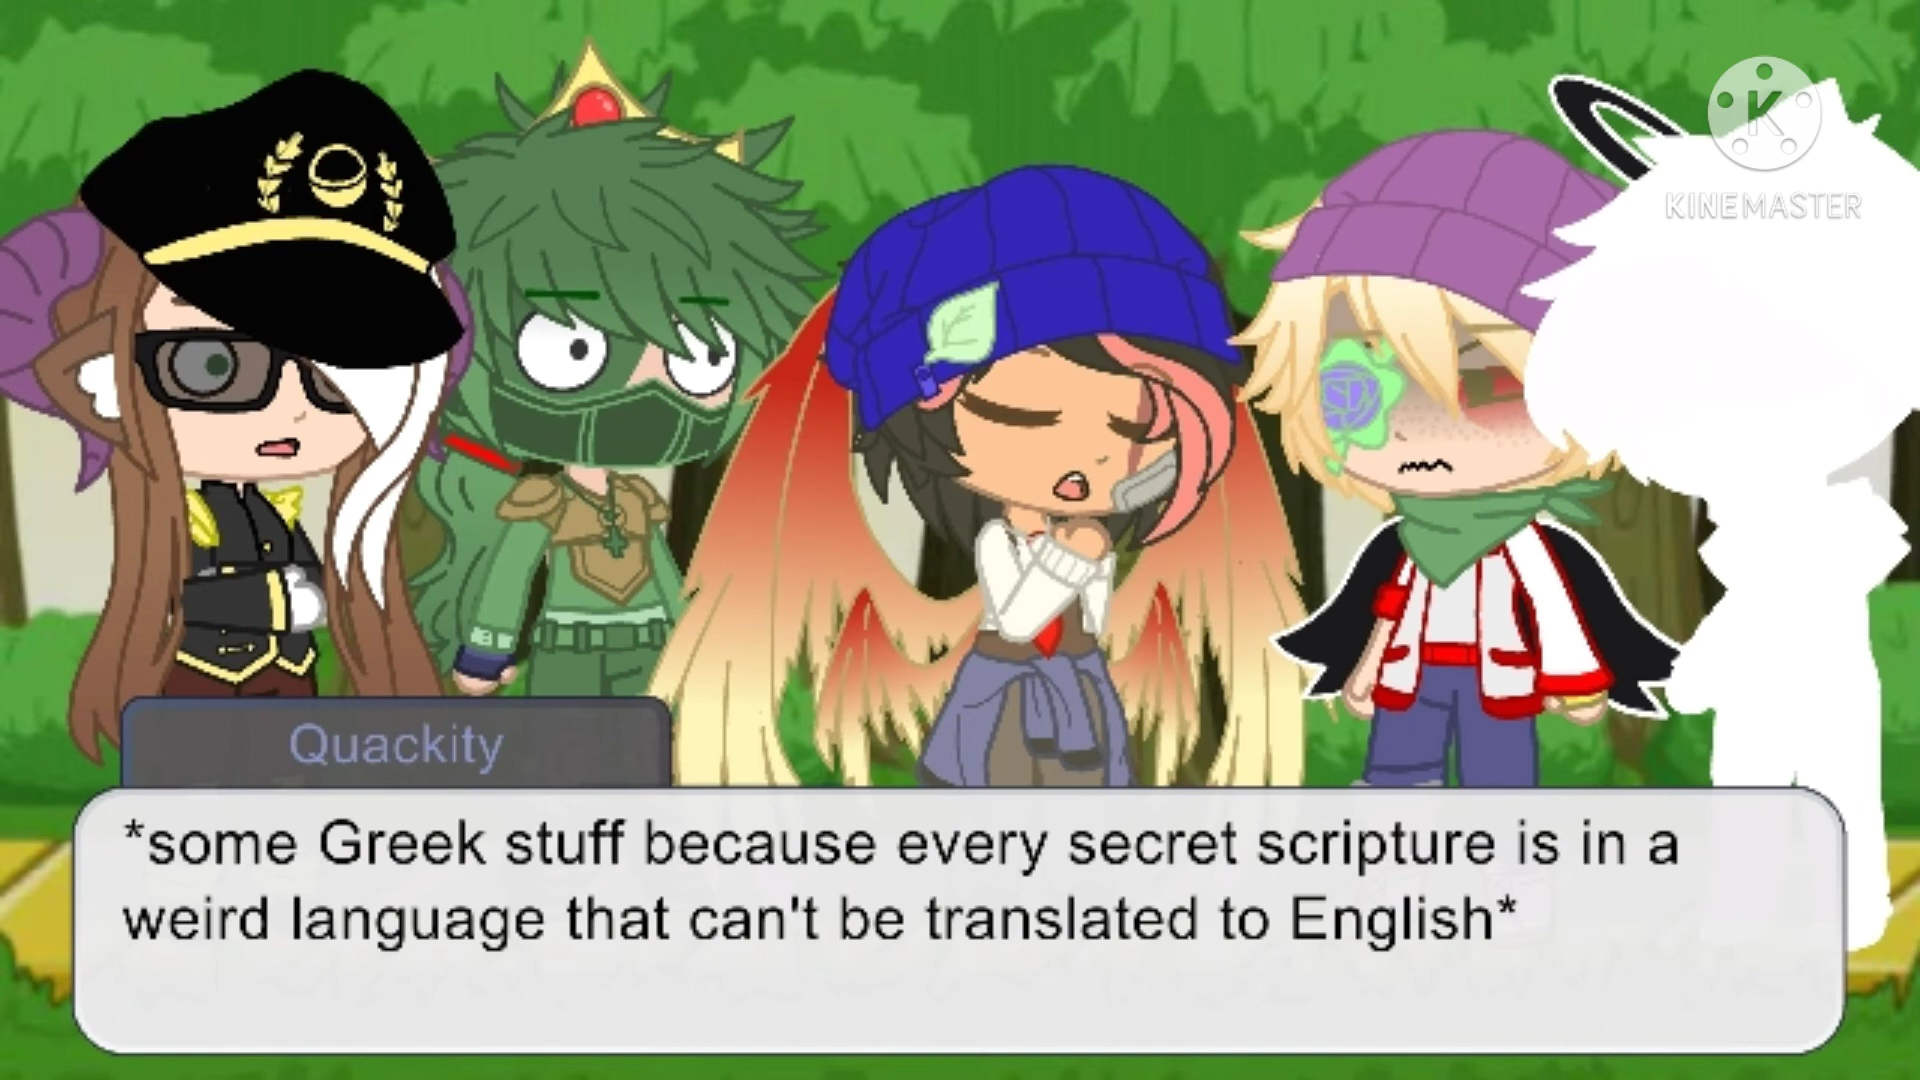 KINEMASTER
Quackity
*some Greek stuff because every secret scripture is in a
weird language that can't be translated to English*